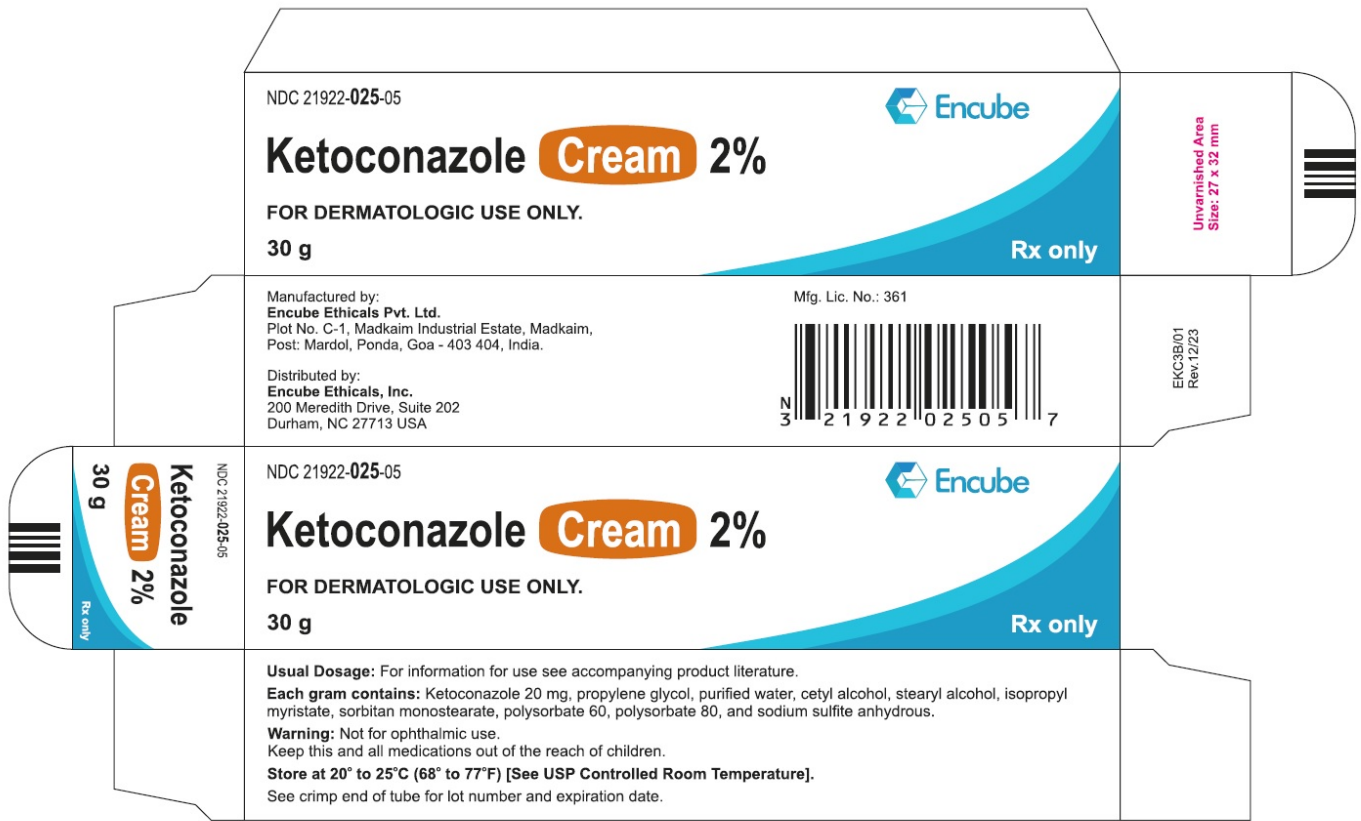 NDC 21922-025-05
Encube
Ketoconazole Cream 2%
FOR DERMATOLOGIC USE ONLY.
30 g
Rx only
Unvarnished Area
Size: 27 x 32 mm
Manufactured by:
Encube Ethicals Pvt. Ltd.
Plot No. C-1, Madkaim Industrial Estate, Madkaim,
Post: Mardol, Ponda, Goa - 403 404, India.
Distributed by:
Encube Ethicals, Inc.
200 Meredith Drive, Suite 202
Durham, NC 27713 USA
Mfg. Lic. No.: 361
N
3 21922 02505 7
EKC3B/01
Rev.12/23
NDC 21922-025-05
Ketoconazole
Cream 2%
30 g
Rx only
NDC 21922-025-05
Encube
Ketoconazole Cream 2%
FOR DERMATOLOGIC USE ONLY.
30 g
Rx only
Usual Dosage: For information for use see accompanying product literature.
Each gram contains: Ketoconazole 20 mg, propylene glycol, purified water, cetyl alcohol, stearyl alcohol, isopropyl
myristate, sorbitan monostearate, polysorbate 60, polysorbate 80, and sodium sulfite anhydrous.
Warning: Not for ophthalmic use.
Keep this and all medications out of the reach of children.
Store at 20° to 25°C (68° to 77°F) [See USP Controlled Room Temperature].
See crimp end of tube for lot number and expiration date.